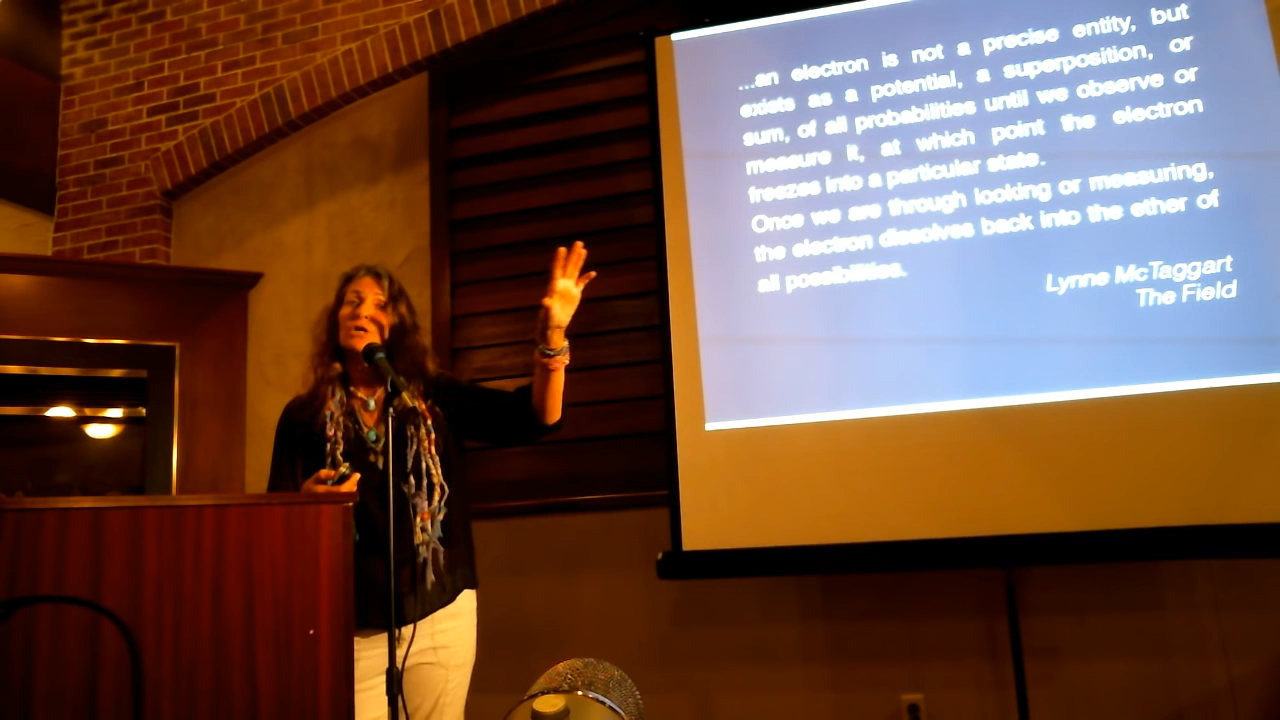 ...an electron is not a precise entity, but
exists as a potential, a superposition, or
sum, of all probabilities until we observe or
measure it, at which point the electron
freezes into a particular state.
Once we are through looking or measuring,
the electron dissolves back into the ether of
all possibilities.
Lynne McTaggart
The Field